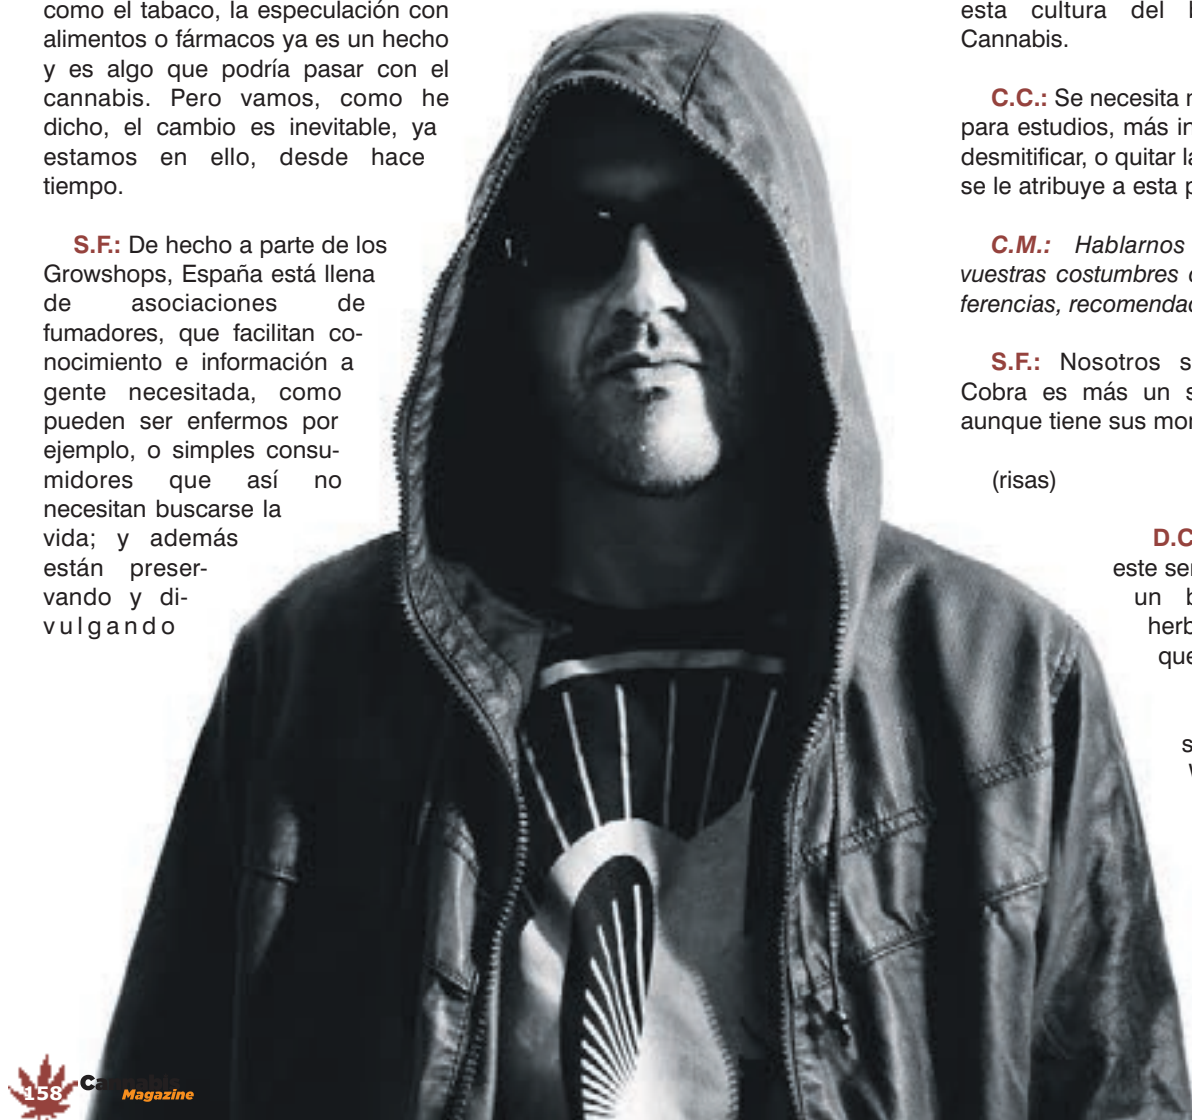 como el tabaco, la especulación con
alimentos o fármacos ya es un hecho
y es algo que podría pasar con el
cannabis. Pero vamos, como he
dicho, el cambio es inevitable, ya
estamos en ello, desde hace
tiempo.
S.F.: De hecho a parte de los
Growshops, España está llena
de asociaciones de
fumadores, que facilitan co-
nocimiento e información a
gente necesitada, como
pueden ser enfermos por
ejemplo, o simples consu-
midores que así no
necesitan buscarse la
vida; y además
están preser-
vando y di-
vulgando
esta cultura del
Cannabis.
C.C.: Se necesita
para estudios, más
desmitificar, o quitar
se le atribuye a esta
C.M.: Hablarnos
vuestras costumbres
ferencias,
S.F.: Nosotros
Cobra es más un
aunque tiene sus
(risas)
D.C
este
un
que
158
Cannabis
Magazine